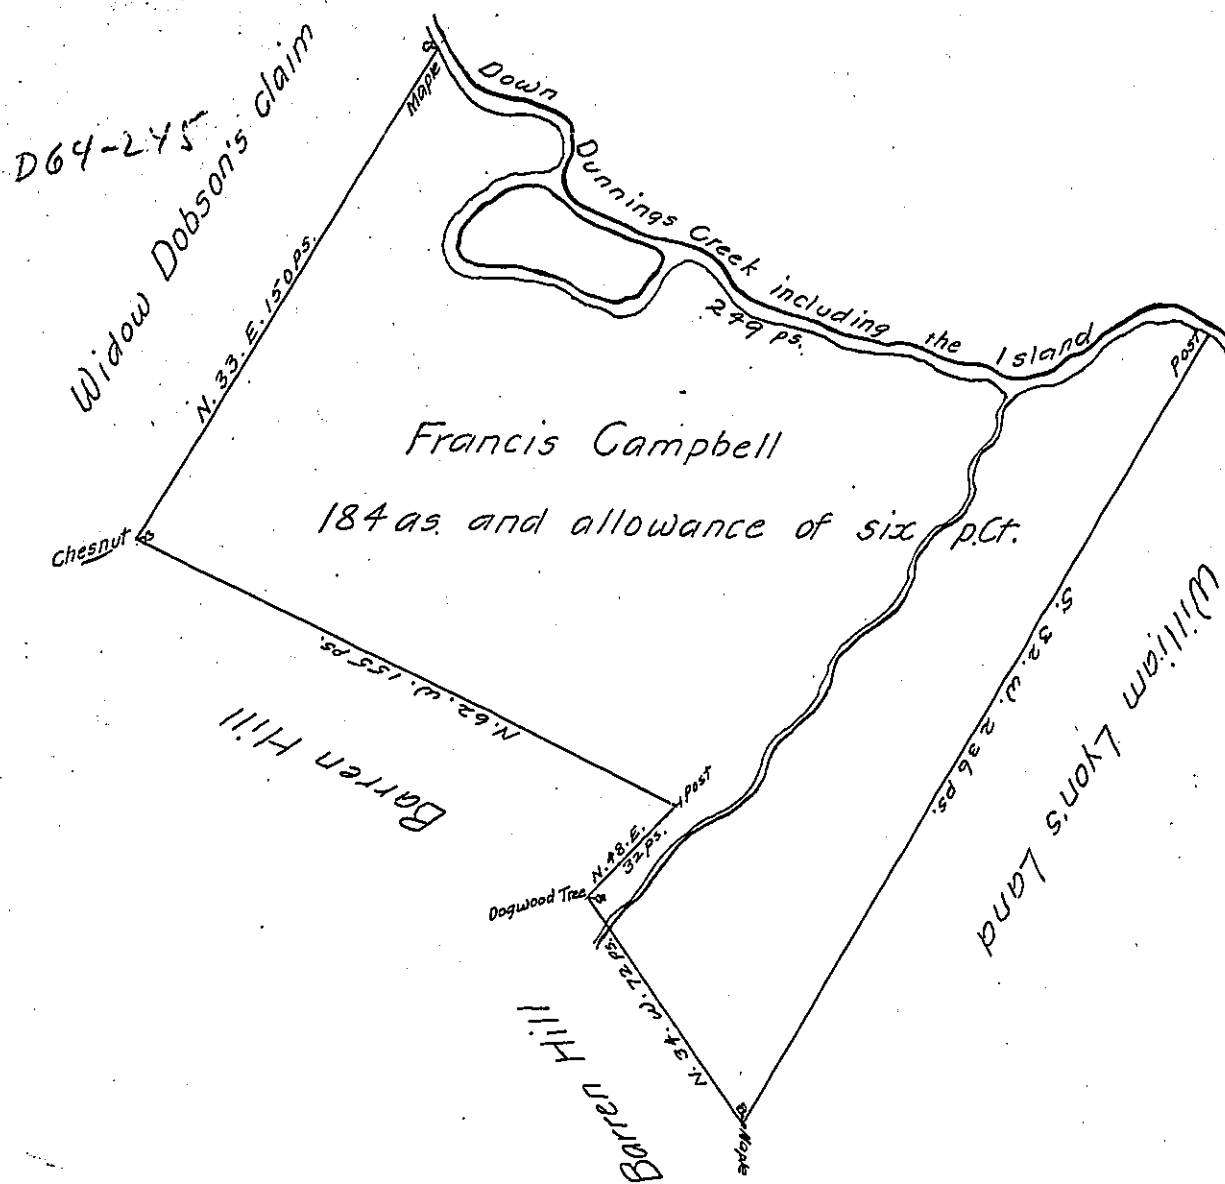 D64-245
Widow Dobson's claim
Maple
Down Dunnings Creek including the Island
249 ps.
N. 33. E. 150 ps.
Post
Francis Campbell
184 as. and allowance of six p.Ct.
Chesnut
S. 32. W. 236 ps.
William Lyon's Land
N. 62. W. 155 ps.
Barren Hill
Post
N. 48. E.
32 ps.
Dogwood Tree
N. 34. W. 72 ps.
Barren Hill
Maple